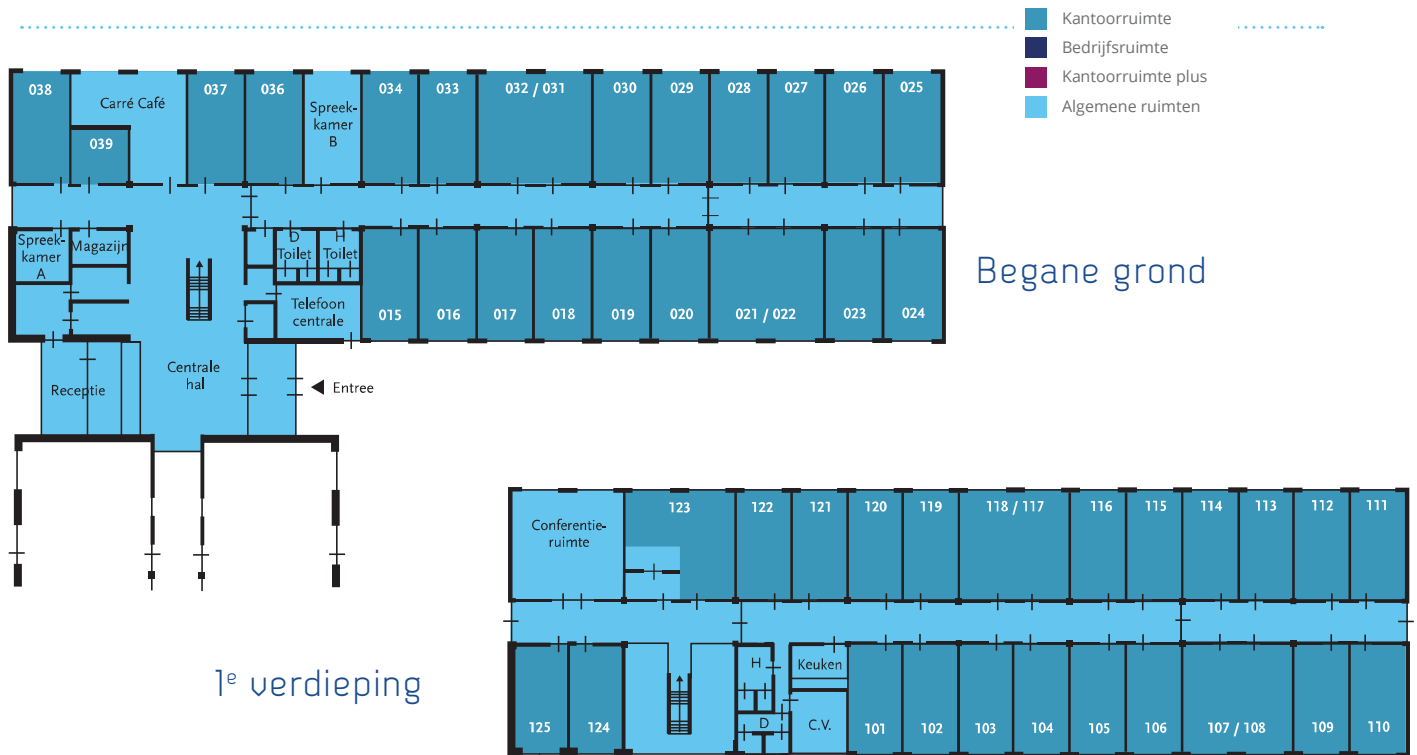 Kantoorruimte
Bedrijfsruimte
Kantoorruimte plus
Algemene ruimten
038
Carré Café
037
036
Spreek-
kamer
B
034
033
032 / 031
030
029
028
027
026
025
039
Spreek-
kamer
A
Magazijn
D
Toilet
H
Toilet
Telefoon
centrale
015
016
017
018
019
020
021 / 022
023
024
Begane grond
Receptie
Centrale
hal
Entree
Conferentie-
ruimte
123
122
121
120
119
118 / 117
116
115
114
113
112
111
1e verdieping
125
124
H
D
Keuken
C.V.
101
102
103
104
105
106
107 / 108
109
110